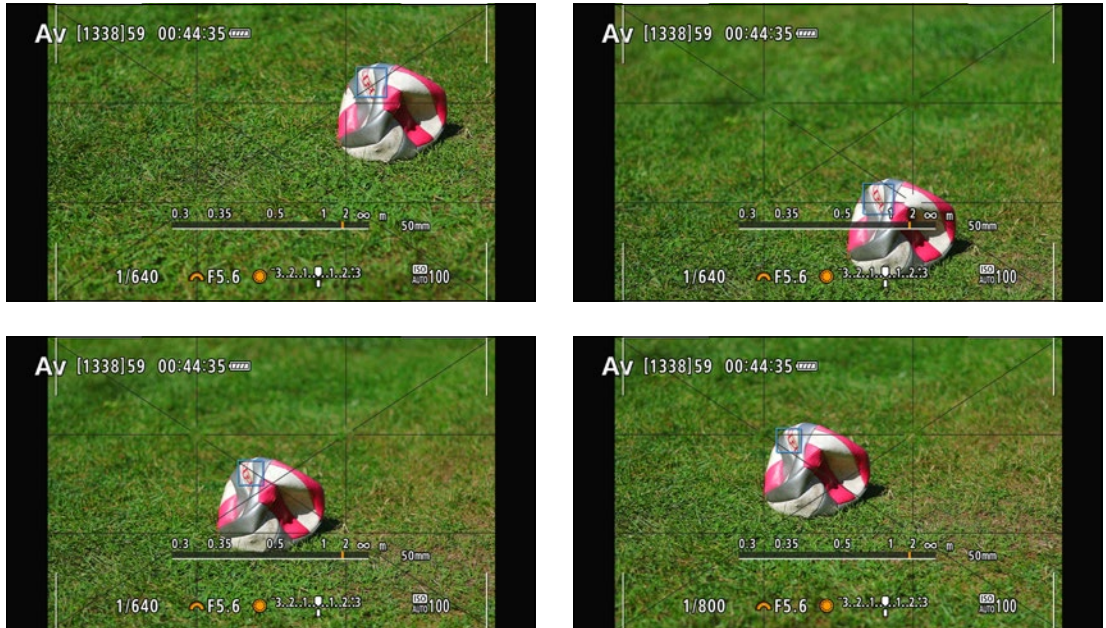 Av [1338]59 00:44:35
0.3 0.35 0.5 1 2 ∞ m
50mm
1/640 F5.6 3..2..1..1..2..3 ISO AUTO 100
Av [1338]59 00:44:35
0.3 0.35 0.5 1 2 ∞ m
50mm
1/640 F5.6 3..2..1..1..2..3 ISO AUTO 100
Av [1338]59 00:44:35
0.3 0.35 0.5 1 2 ∞ m
50mm
1/640 F5.6 3..2..1..1..2..3 ISO AUTO 100
Av [1338]59 00:44:35
0.3 0.35 0.5 1 2 ∞ m
50mm
1/800 F5.6 3..2..1..1..2..3 ISO AUTO 100